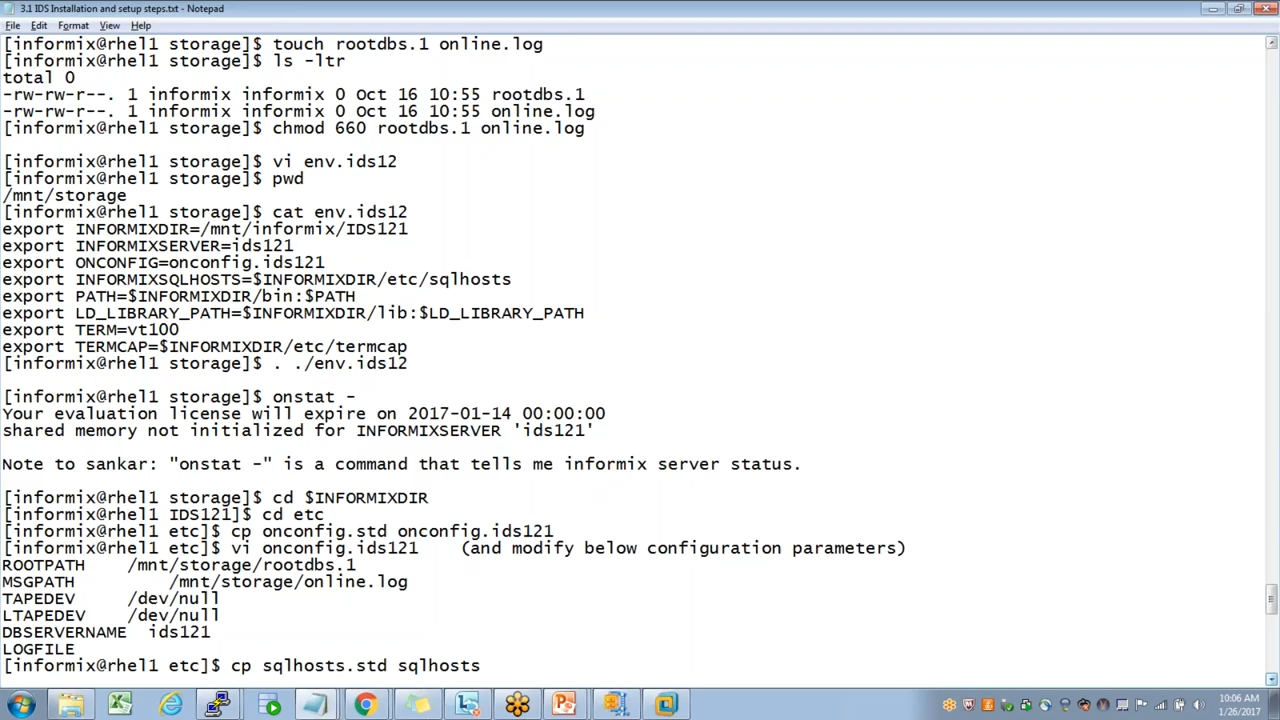 3.1 IDS Installation and setup steps.txt - Notepad
File Edit Format View Help
[informix@rhel1 storage]$ touch rootdbs.1 online.log
[informix@rhel1 storage]$ ls -ltr
total 0
-rw-rw-r--. 1 informix informix 0 Oct 16 10:55 rootdbs.1
-rw-rw-r--. 1 informix informix 0 Oct 16 10:55 online.log
[informix@rhel1 storage]$ chmod 660 rootdbs.1 online.log
[informix@rhel1 storage]$ vi env.ids12
[informix@rhel1 storage]$ pwd
/mnt/storage
[informix@rhel1 storage]$ cat env.ids12
export INFORMIXDIR=/mnt/informix/IDS121
export INFORMIXSERVER=ids121
export ONCONFIG=onconfig.ids121
export INFORMIXSQLHOSTS=$INFORMIXDIR/etc/sqlhosts
export PATH=$INFORMIXDIR/bin:$PATH
export LD_LIBRARY_PATH=$INFORMIXDIR/lib:$LD_LIBRARY_PATH
export TERM=vt100
export TERMCAP=$INFORMIXDIR/etc/termcap
[informix@rhel1 storage]$ . ./env.ids12
[informix@rhel1 storage]$ onstat -
Your evaluation license will expire on 2017-01-14 00:00:00
shared memory not initialized for INFORMIXSERVER 'ids121'
Note to sankar: "onstat -" is a command that tells me informix server status.
[informix@rhel1 storage]$ cd $INFORMIXDIR
[informix@rhel1 IDS121]$ cd etc
[informix@rhel1 etc]$ cp onconfig.std onconfig.ids121
[informix@rhel1 etc]$ vi onconfig.ids121 (and modify below configuration parameters)
ROOTPATH /mnt/storage/rootdbs.1
MSGPATH /mnt/storage/online.log
TAPEDEV /dev/null
LTAPEDEV /dev/null
DBSERVERNAME ids121
LOGFILE
[informix@rhel1 etc]$ cp sqlhosts.std sqlhosts
10:06 AM
1/26/2017